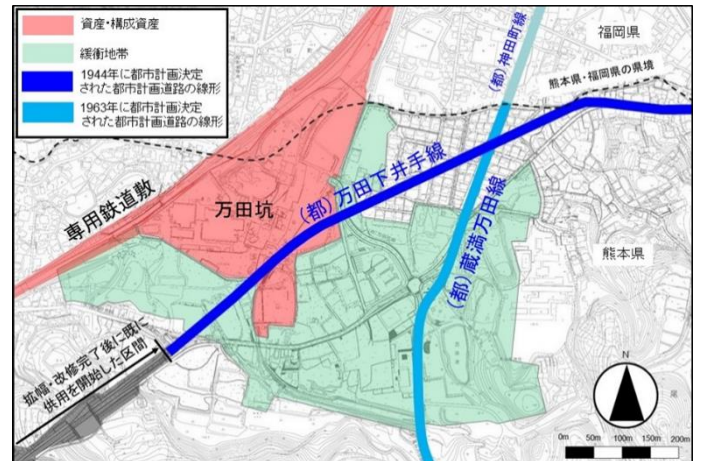 資産・構成資産
緩衝地帯
1944年に都市計画決定
された都市計画道路の線形
1963年に都市計画決定
された都市計画道路の線形
福岡県
(都)神田町線
熊本県・福岡県の県境
専用鉄道敷
万田坑
(都)万田下井手線
(都)蔵満万田線
熊本県
拡幅・改修完了後に既に
供用を開始した区間
N
0m 50m 100m 150m 200m